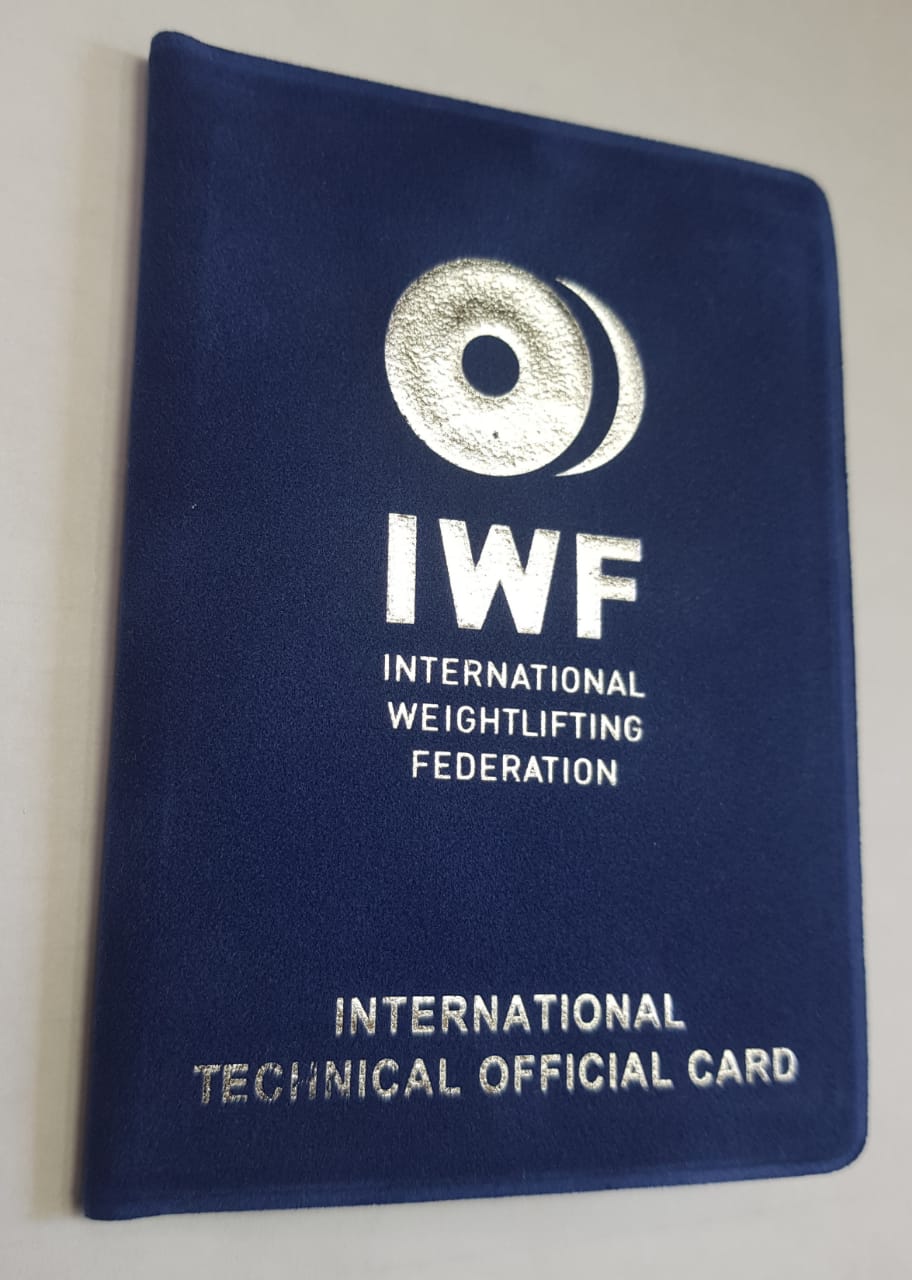 IWF
INTERNATIONAL
WEIGHTLIFTING
FEDERATION
INTERNATIONAL
TECHNICAL OFFICIAL CARD